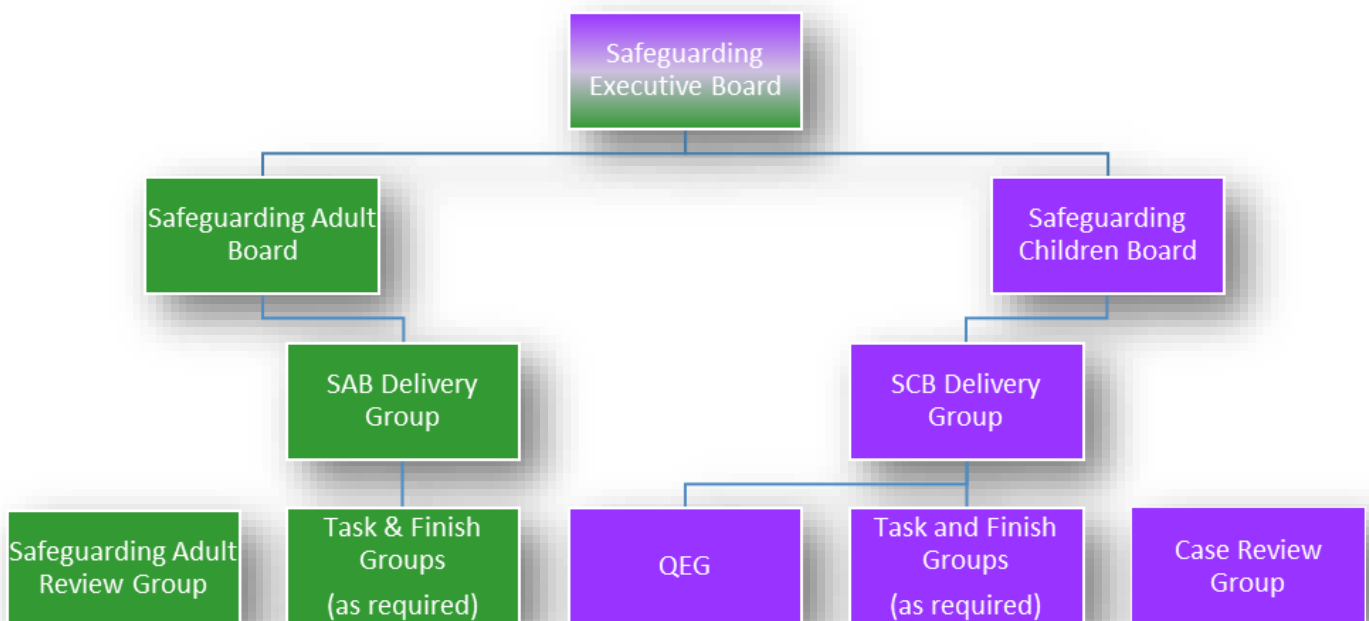 Safeguarding
Executive Board
Safeguarding Adult
Board
Safeguarding
Children Board
SAB Delivery
Group
SCB Delivery
Group
Safeguarding Adult
Review Group
Task & Finish
Groups
(as required)
QEG
Task and Finish
Groups
(as required)
Case Review
Group